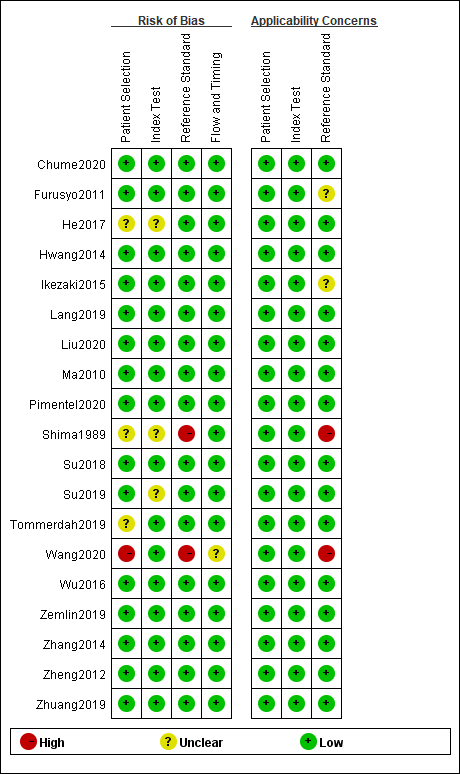 Risk of Bias Applicability Concerns
Patient Selection Index Test Reference Standard Flow and Timing Patient Selection Index Test Reference Standard
Chume2020 + + + + + + +
Furusyo2011 + + + + + + ?
He2017 ? ? + + + + +
Hwang2014 + + + + + + +
Ikezaki2015 + + + + + + ?
Lang2019 + + + + + + +
Liu2020 + + + + + + +
Ma2010 + + + + + + +
Pimentel2020 + + + + + + +
Shima1989 ? ? + + +
Su2018 + + + + + + +
Su2019 + ? + + + + +
Tommerdah2019 ? + + + + + +
Wang2020 + ? + +
Wu2016 + + + + + + +
Zemlin2019 + + + + + + +
Zhang2014 + + + + + + +
Zheng2012 + + + + + + +
Zhuang2019 + + + + + + +
High ? Unclear + Low